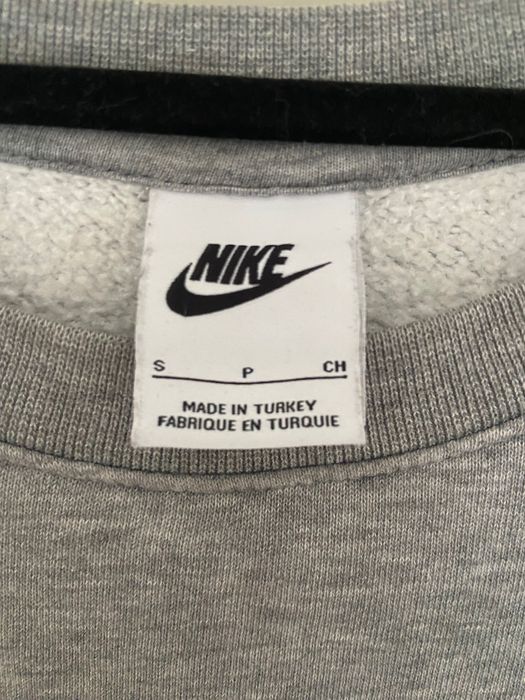 NIKE
S P CH
MADE IN TURKEY
FABRIQUE EN TURQUIE